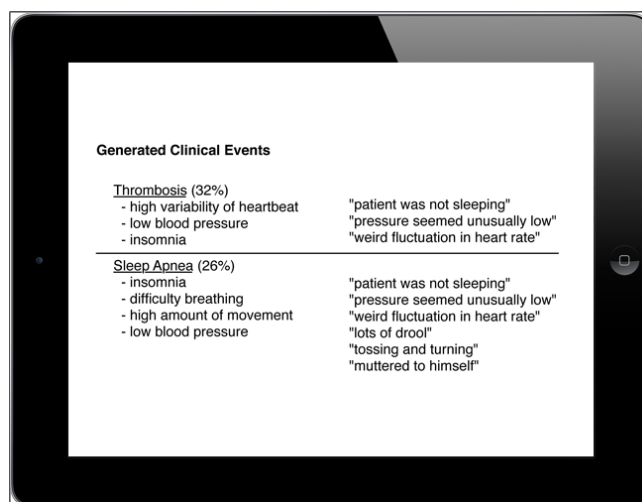 Generated Clinical Events
Thrombosis (32%)
- high variability of heartbeat
- low blood pressure
- insomnia
"patient was not sleeping"
"pressure seemed unusually low"
"weird fluctuation in heart rate"
Sleep Apnea (26%)
- insomnia
- difficulty breathing
- high amount of movement
- low blood pressure
"patient was not sleeping"
"pressure seemed unusually low"
"weird fluctuation in heart rate"
"lots of drool"
"tossing and turning"
"muttered to himself"